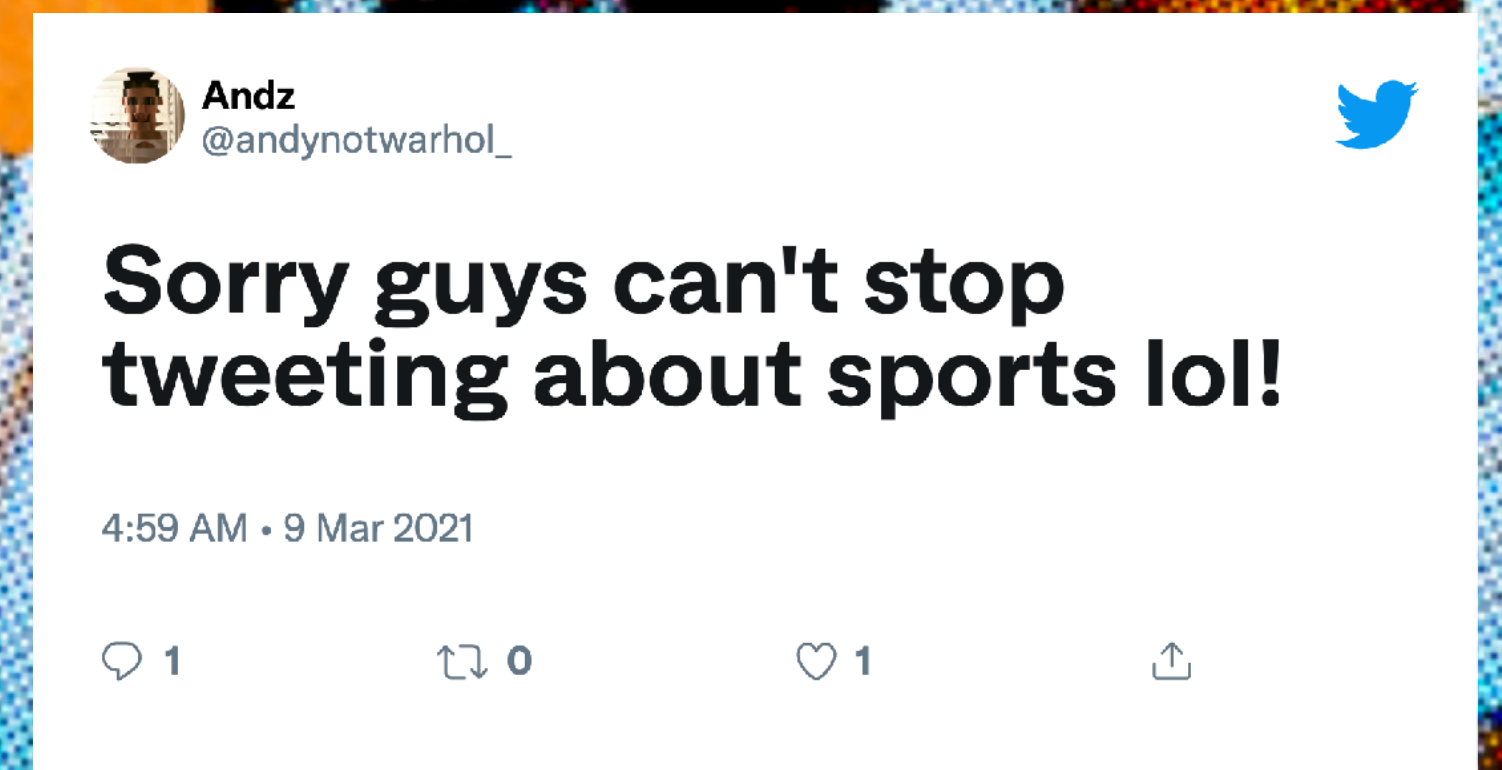 Andz
@andynotwarhol_
Sorry guys can't stop
tweeting about sports lol!
4:59 AM • 9 Mar 2021
1 0 1